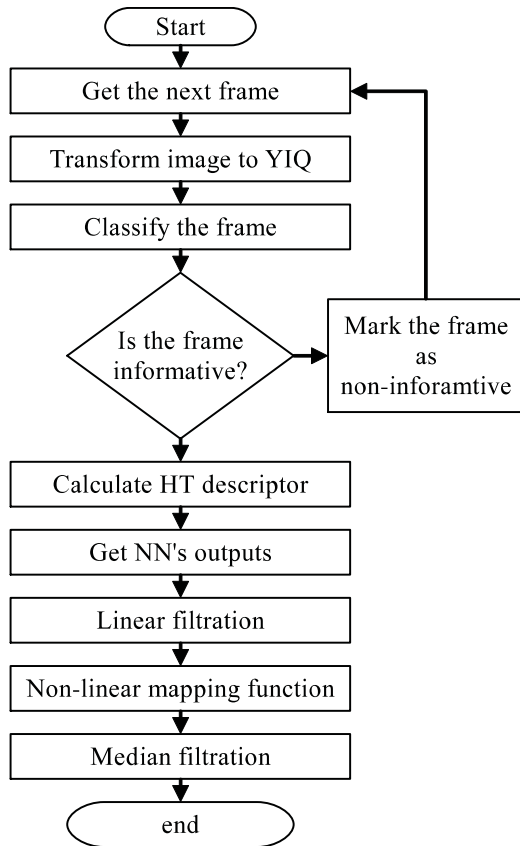 Start
Get the next frame
Transform image to YIQ
Classify the frame
Is the frame
informative?
Mark the frame
as
non-inforamtive
Calculate HT descriptor
Get NN's outputs
Linear filtration
Non-linear mapping function
Median filtration
end